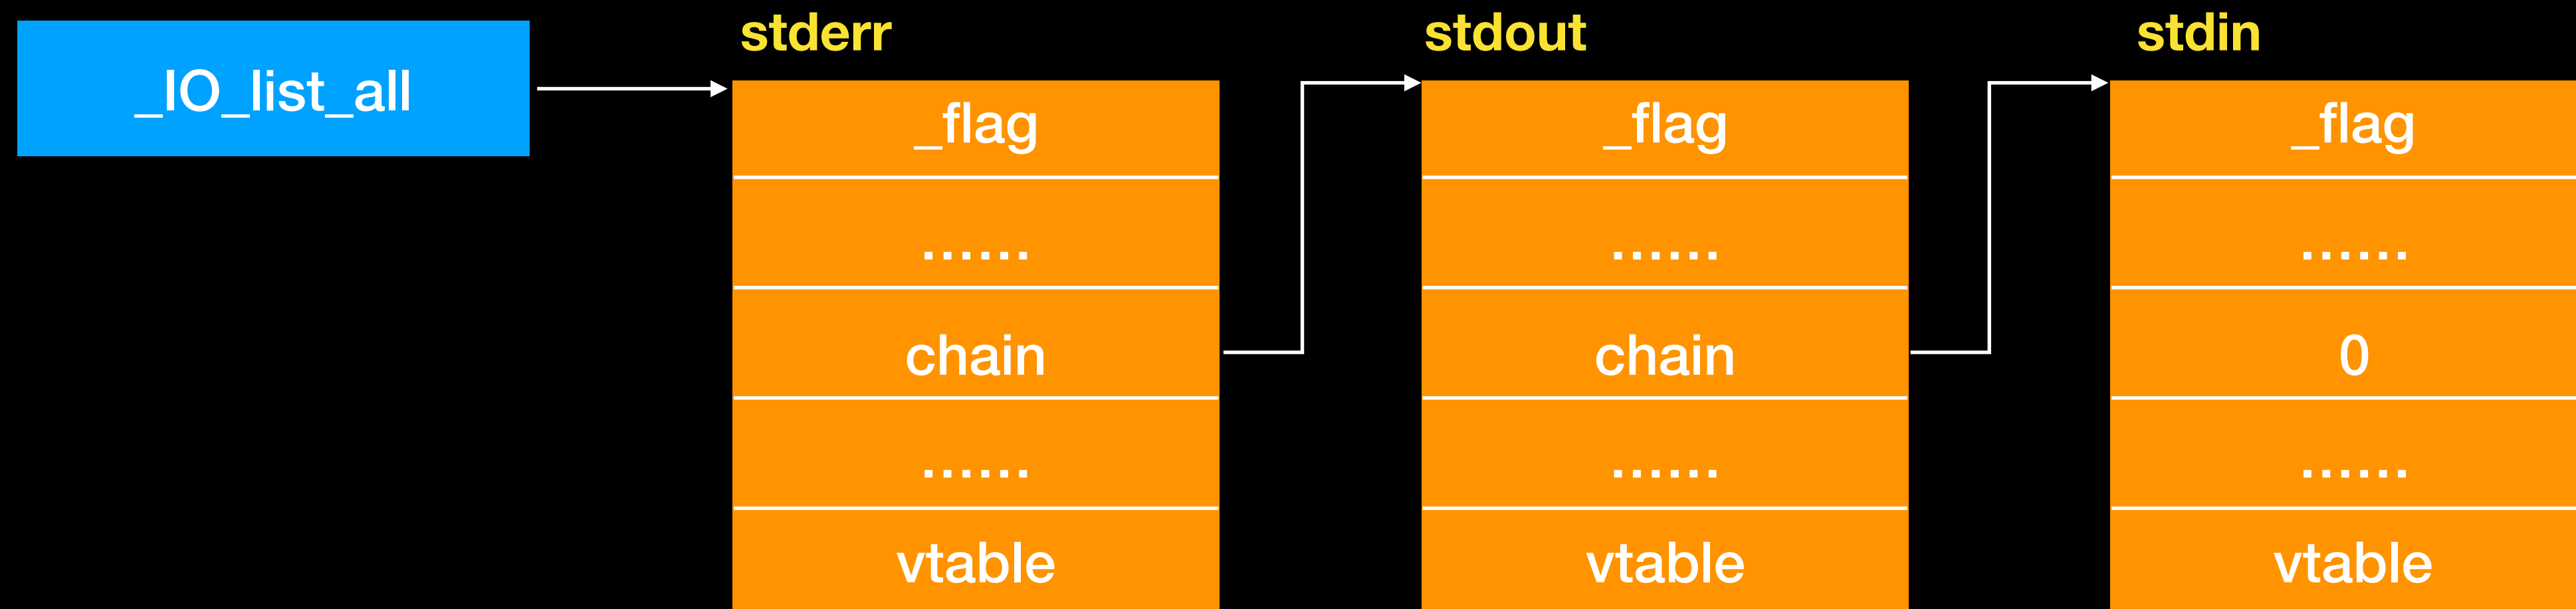 _IO_list_all
stderr
_flag
......
chain
......
vtable
stdout
_flag
......
chain
......
vtable
stdin
_flag
......
0
......
vtable